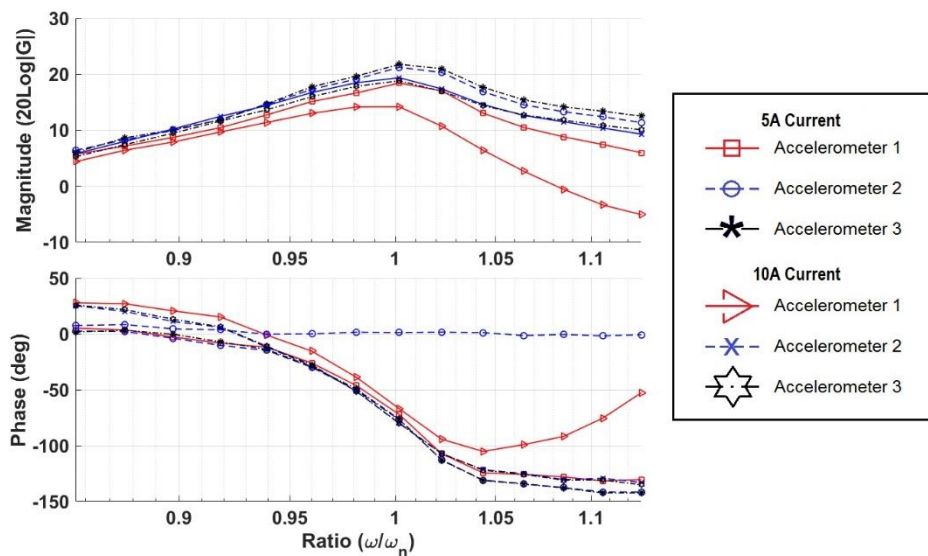 30
20
10
0
-10
Magnitude (20Log|G|)
0.9
0.95
1
1.05
1.1
50
0
-50
-100
-150
Phase (deg)
0.9
0.95
1
1.05
1.1
Ratio (ω/ωn)
5A Current
Accelerometer 1
Accelerometer 2
Accelerometer 3
10A Current
Accelerometer 1
Accelerometer 2
Accelerometer 3